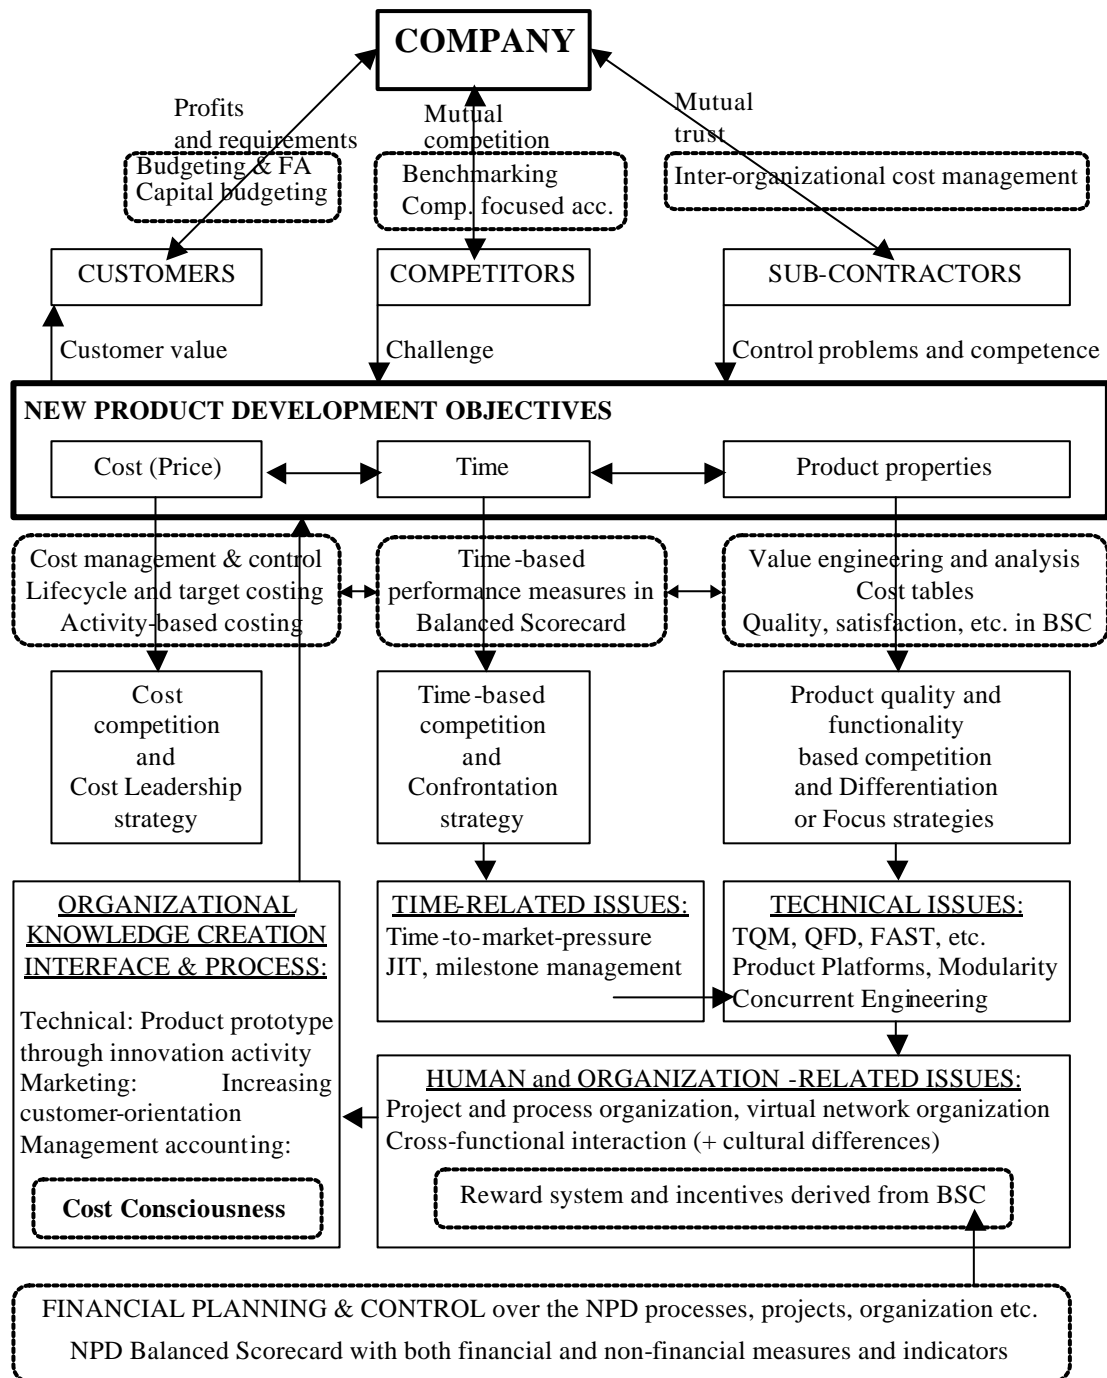 COMPANY
Profits
and requirements
Mutual
competition
Mutual
trust
Budgeting & FA
Capital budgeting
Benchmarking
Comp. focused acc.
Inter-organizational cost management
CUSTOMERS
COMPETITORS
SUB-CONTRACTORS
Customer value
Challenge
Control problems and competence
NEW PRODUCT DEVELOPMENT OBJECTIVES
Cost (Price)
Time
Product properties
Cost management & control
Lifecycle and target costing
Activity-based costing
Time-based
performance measures in
Balanced Scorecard
Value engineering and analysis
Cost tables
Quality, satisfaction, etc. in BSC
Cost
competition
and
Cost Leadership
strategy
Time-based
competition
and
Confrontation
strategy
Product quality and
functionality
based competition
and Differentiation
or Focus strategies
ORGANIZATIONAL
KNOWLEDGE CREATION
INTERFACE & PROCESS:
Technical: Product prototype
through innovation activity
Marketing: Increasing
customer-orientation
Management accounting:
Cost Consciousness
TIME-RELATED ISSUES:
Time-to-market-pressure
JIT, milestone management
TECHNICAL ISSUES:
TQM, QFD, FAST, etc.
Product Platforms, Modularity
Concurrent Engineering
HUMAN and ORGANIZATION -RELATED ISSUES:
Project and process organization, virtual network organization
Cross-functional interaction (+ cultural differences)
Reward system and incentives derived from BSC
FINANCIAL PLANNING & CONTROL over the NPD processes, projects, organization etc.
NPD Balanced Scorecard with both financial and non-financial measures and indicators